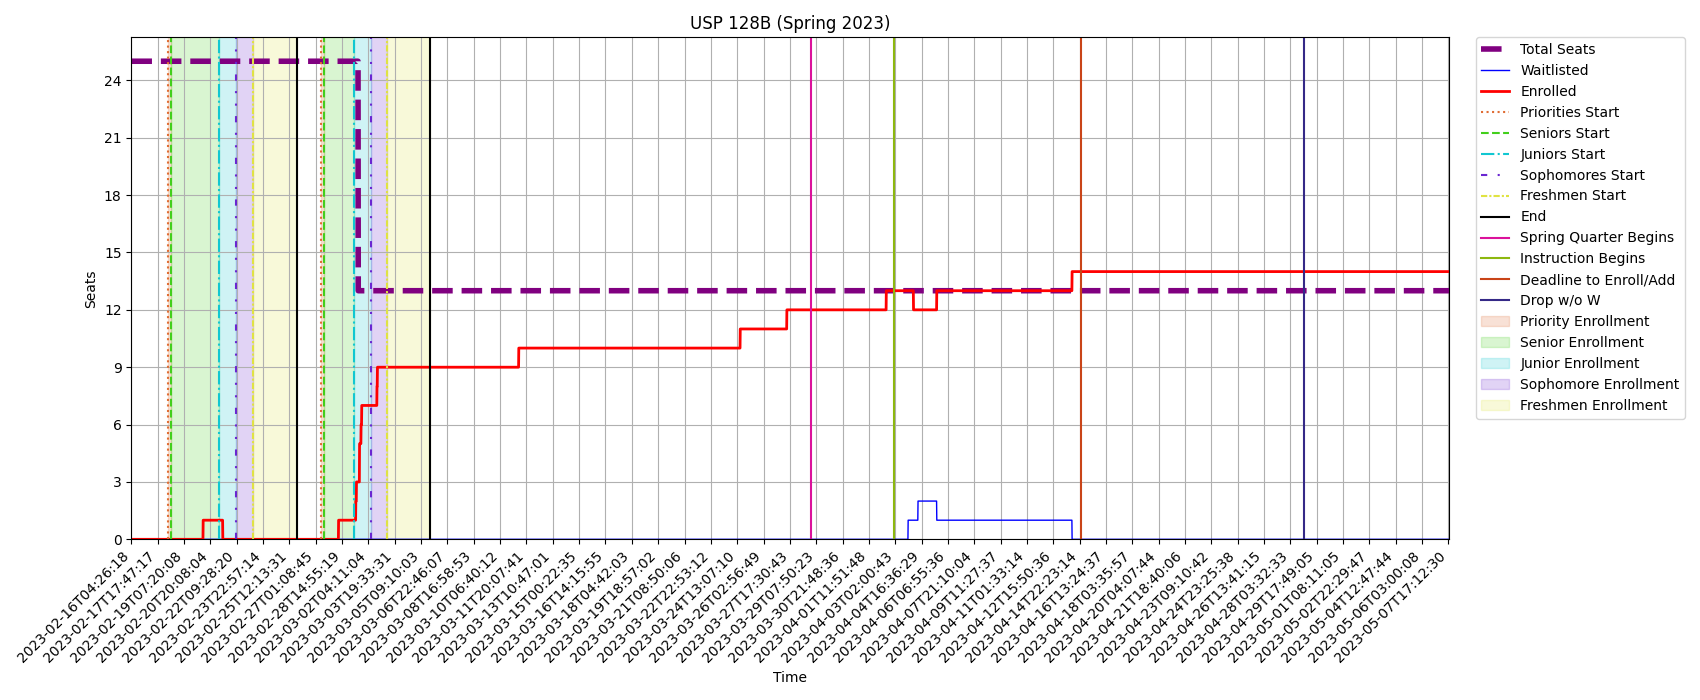 USP 128B (Spring 2023)
Seats
24
21
18
15
12
9
6
3
0
2023-02-16T04:26:18
2023-02-17T17:47:17
2023-02-19T07:20:08
2023-02-20T20:08:04
2023-02-22T09:28:20
2023-02-23T22:57:14
2023-02-25T12:13:31
2023-02-27T01:08:45
2023-02-28T14:55:19
2023-03-02T04:11:04
2023-03-03T19:33:31
2023-03-05T09:10:03
2023-03-06T22:46:07
2023-03-08T16:58:53
2023-03-10T06:40:12
2023-03-11T20:07:41
2023-03-13T10:47:01
2023-03-15T00:22:35
2023-03-16T14:15:55
2023-03-18T04:42:03
2023-03-19T18:57:02
2023-03-21T08:50:06
2023-03-22T22:53:12
2023-03-24T13:07:10
2023-03-26T02:56:49
2023-03-27T17:30:43
2023-03-29T07:50:23
2023-03-30T21:48:36
2023-04-01T11:51:48
2023-04-03T02:00:43
2023-04-04T16:36:29
2023-04-06T06:55:36
2023-04-07T21:10:04
2023-04-09T11:27:37
2023-04-11T01:33:14
2023-04-12T15:50:36
2023-04-14T22:23:14
2023-04-16T13:24:37
2023-04-18T03:35:57
2023-04-20T04:07:44
2023-04-21T18:40:06
2023-04-23T09:10:42
2023-04-24T23:25:38
2023-04-26T13:41:15
2023-04-28T03:32:33
2023-04-29T17:49:05
2023-05-01T08:11:05
2023-05-02T22:29:47
2023-05-04T12:47:44
2023-05-06T03:00:08
2023-05-07T17:12:30
Time
Total Seats
Waitlisted
Enrolled
Priorities Start
Seniors Start
Juniors Start
Sophomores Start
Freshmen Start
End
Spring Quarter Begins
Instruction Begins
Deadline to Enroll/Add
Drop w/o W
Priority Enrollment
Senior Enrollment
Junior Enrollment
Sophomore Enrollment
Freshmen Enrollment